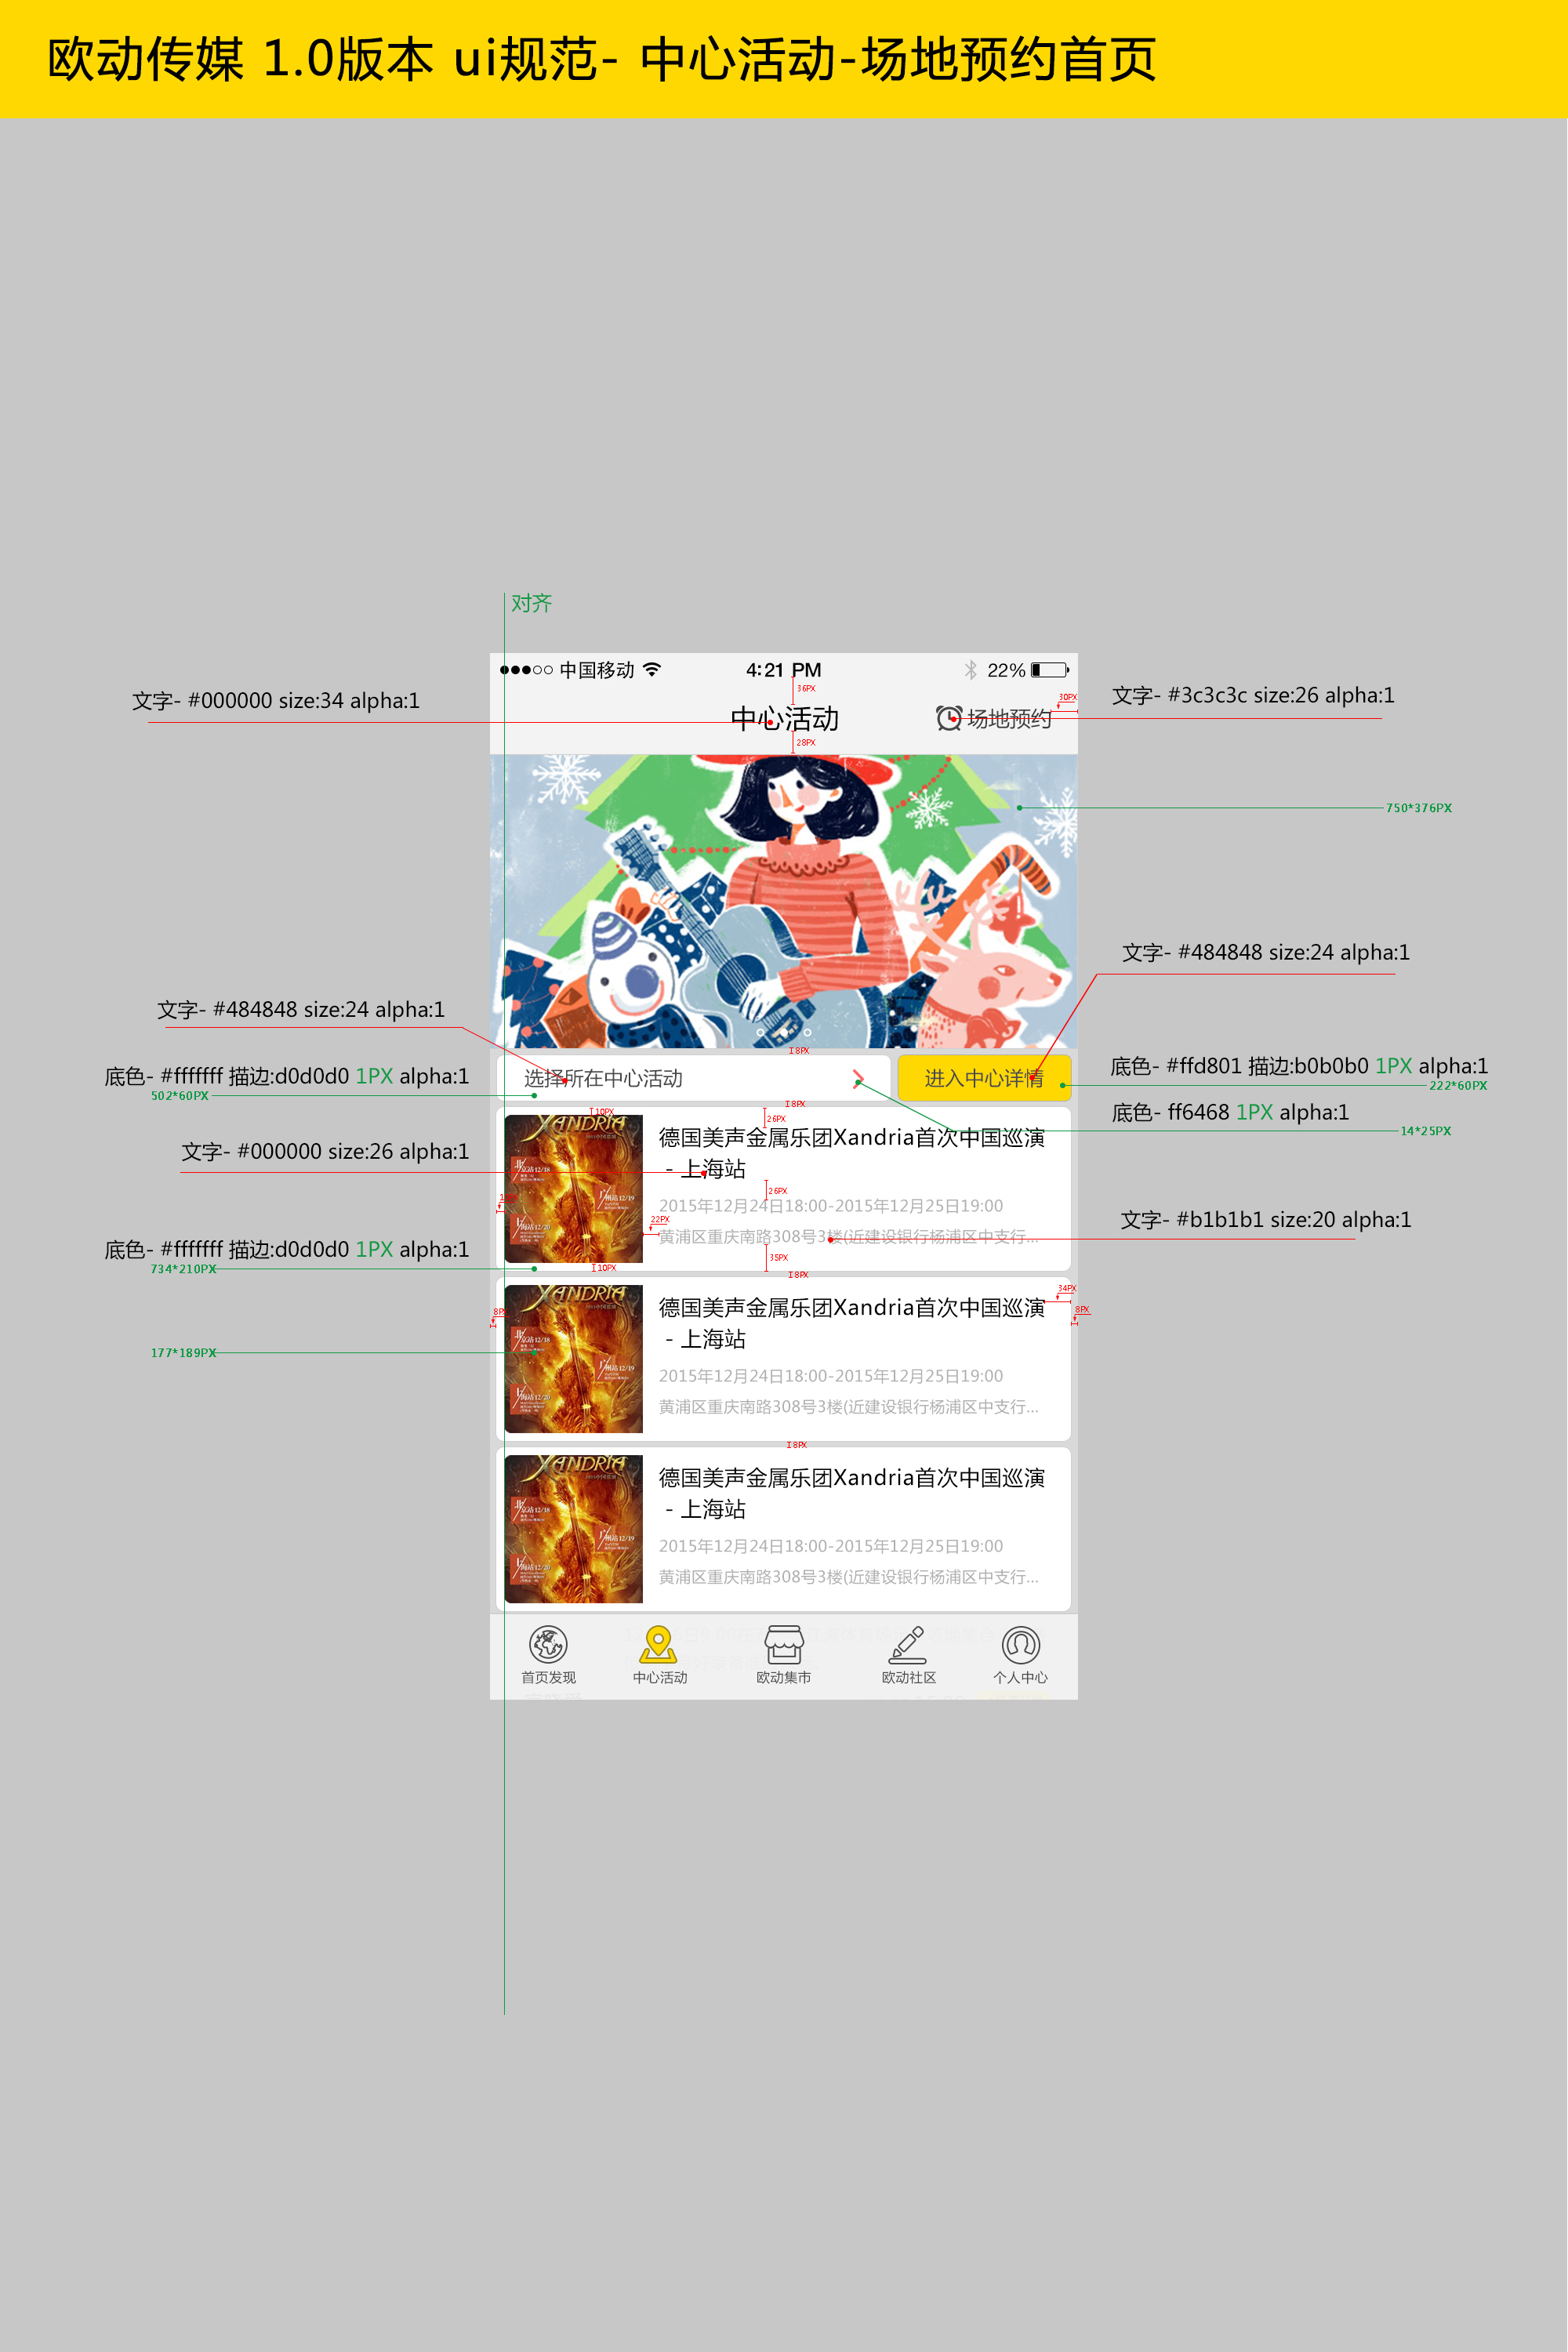 欧动传媒 1.0版本 ui规范- 中心活动-场地预约首页
对齐
中国移动 4:21 PM 22%
文字- #000000 size:34 alpha:1
36PX
30PX
文字- #3c3c3c size:26 alpha:1
中心活动
场地预约
28PX
750*376PX
文字- #484848 size:24 alpha:1
文字- #484848 size:24 alpha:1
8PX
底色- #fffffff 描边:d0d0d0 1PX alpha:1
502*60PX
选择所在中心活动
进入中心详情
底色- #ffd801 描边:b0b0b0 1PX alpha:1
222*60PX
8PX
底色- ff6468 1PX alpha:1
14*25PX
10PX
26PX
XANDRIA
德国美声金属乐团Xandria首次中国巡演
- 上海站
文字- #000000 size:26 alpha:1
26PX
2015年12月24日18:00-2015年12月25日19:00
22PX
黄浦区重庆南路308号3楼(近建设银行杨浦区中支行...
文字- #b1b1b1 size:20 alpha:1
底色- #fffffff 描边:d0d0d0 1PX alpha:1
734*210PX
35PX
10PX
8PX
XANDRIA
34PX
8PX
8PX
德国美声金属乐团Xandria首次中国巡演
- 上海站
177*189PX
2015年12月24日18:00-2015年12月25日19:00
黄浦区重庆南路308号3楼(近建设银行杨浦区中支行...
8PX
XANDRIA
德国美声金属乐团Xandria首次中国巡演
- 上海站
2015年12月24日18:00-2015年12月25日19:00
黄浦区重庆南路308号3楼(近建设银行杨浦区中支行...
首页发现 中心活动 欧动集市 欧动社区 个人中心